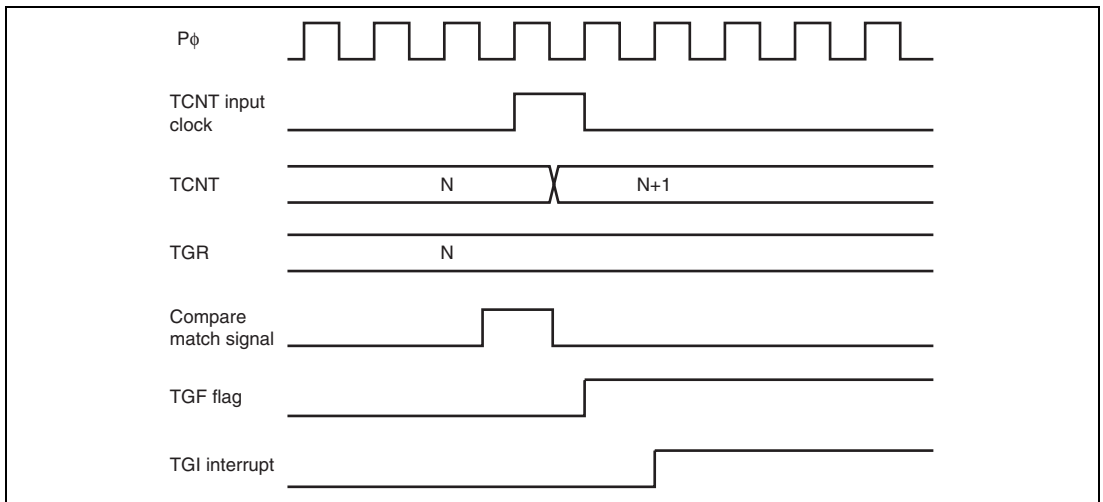 Pϕ
TCNT input
clock
TCNT
N
N+1
TGR
N
Compare
match signal
TGF flag
TGI interrupt